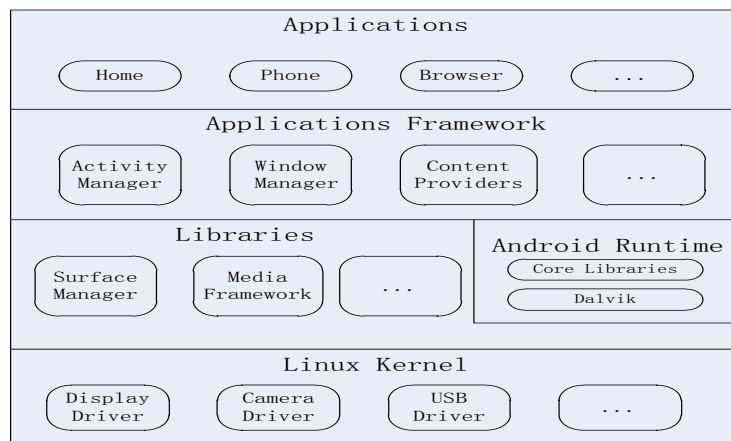 Applications
Home
Phone
Browser
...
Applications Framework
Activity
Manager
Window
Manager
Content
Providers
...
Libraries
Surface
Manager
Media
Framework
...
Android Runtime
Core Libraries
Dalvik
Linux Kernel
Display
Driver
Camera
Driver
USB
Driver
...